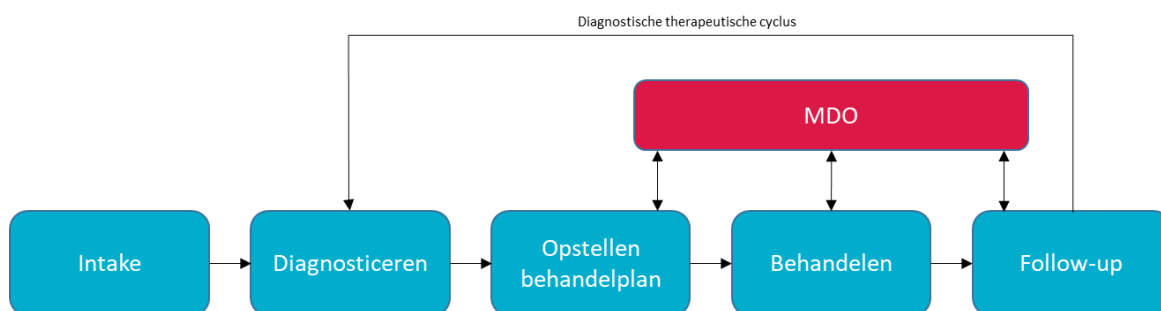 Diagnostische therapeutische cyclus
MDO
Intake
Diagnosticeren
Opstellen
behandelplan
Behandelen
Follow-up